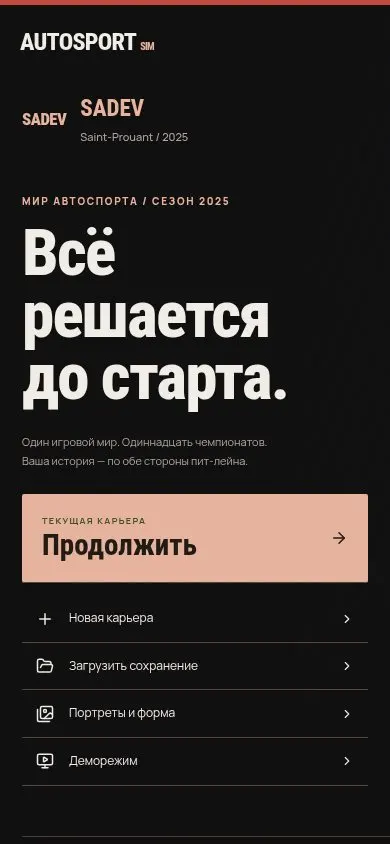 AUTOSPORT SIM
SADEV
SADEV
Saint-Prouant / 2025
МИР АВТОСПОРТА / СЕЗОН 2025
Всё
решается
до старта.
Один игровой мир. Одиннадцать чемпионатов.
Ваша история — по обе стороны пит-лейна.
ТЕКУЩАЯ КАРЬЕРА
Продолжить
Новая карьера
Загрузить сохранение
Портреты и форма
Деморежим